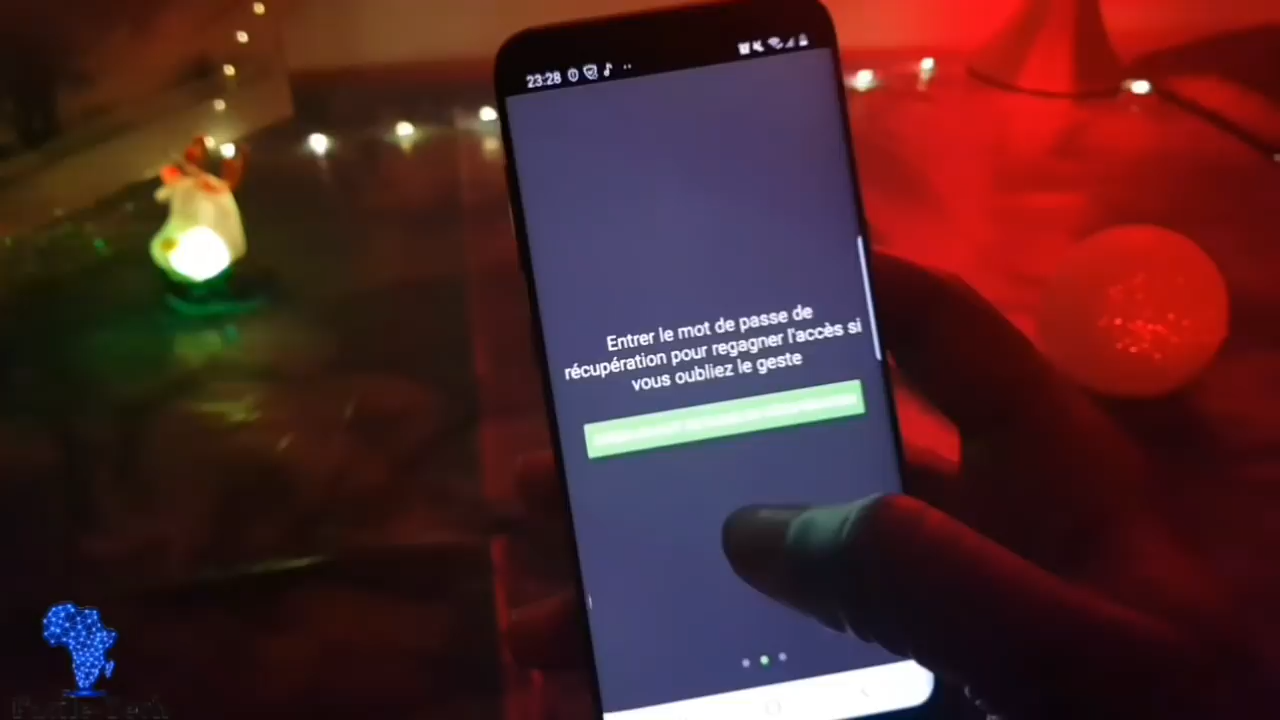 23:28
Entrer le mot de passe de
récupération pour regagner l'accès si
vous oubliez le geste